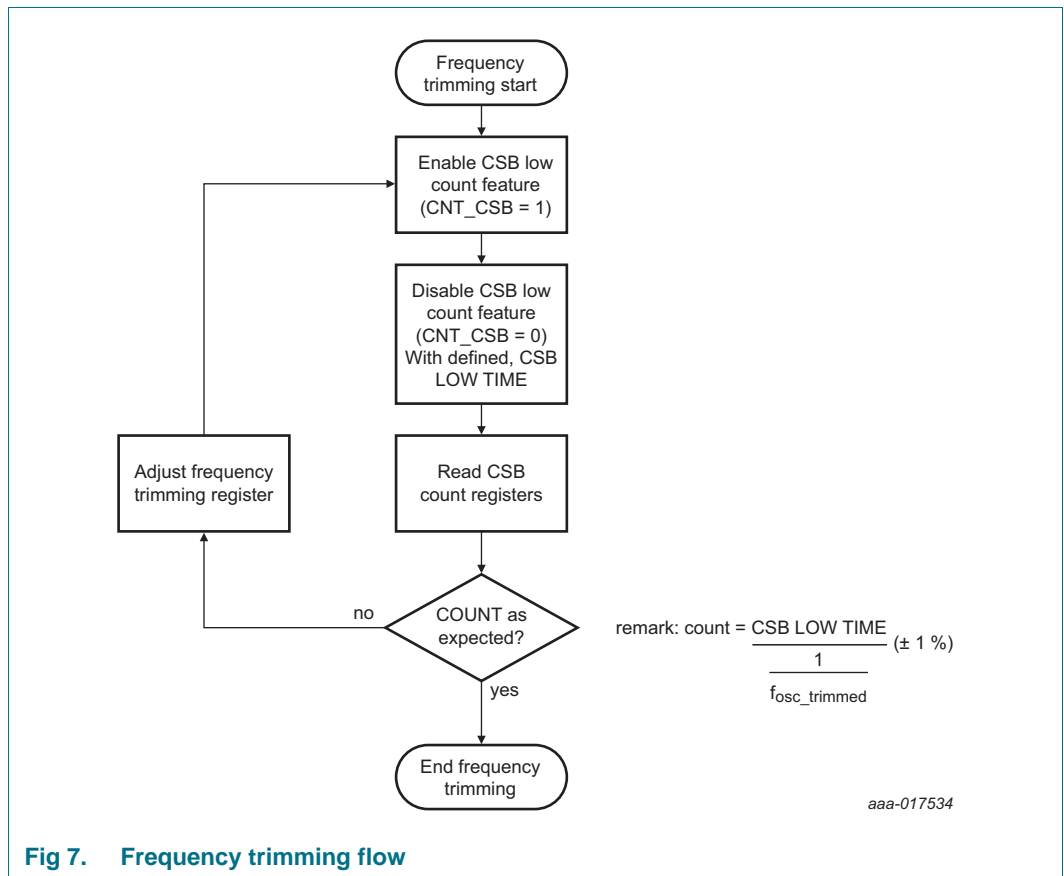 Frequency
trimming start
Enable CSB low
count feature
(CNT_CSB = 1)
Disable CSB low
count feature
(CNT_CSB = 0)
With defined, CSB
LOW TIME
Adjust frequency
trimming register
Read CSB
count registers
no
COUNT as
expected?
remark: count = CSB LOW TIME (± 1 %)
1
fosc_trimmed
yes
End frequency
trimming
aaa-017534
Fig 7. Frequency trimming flow